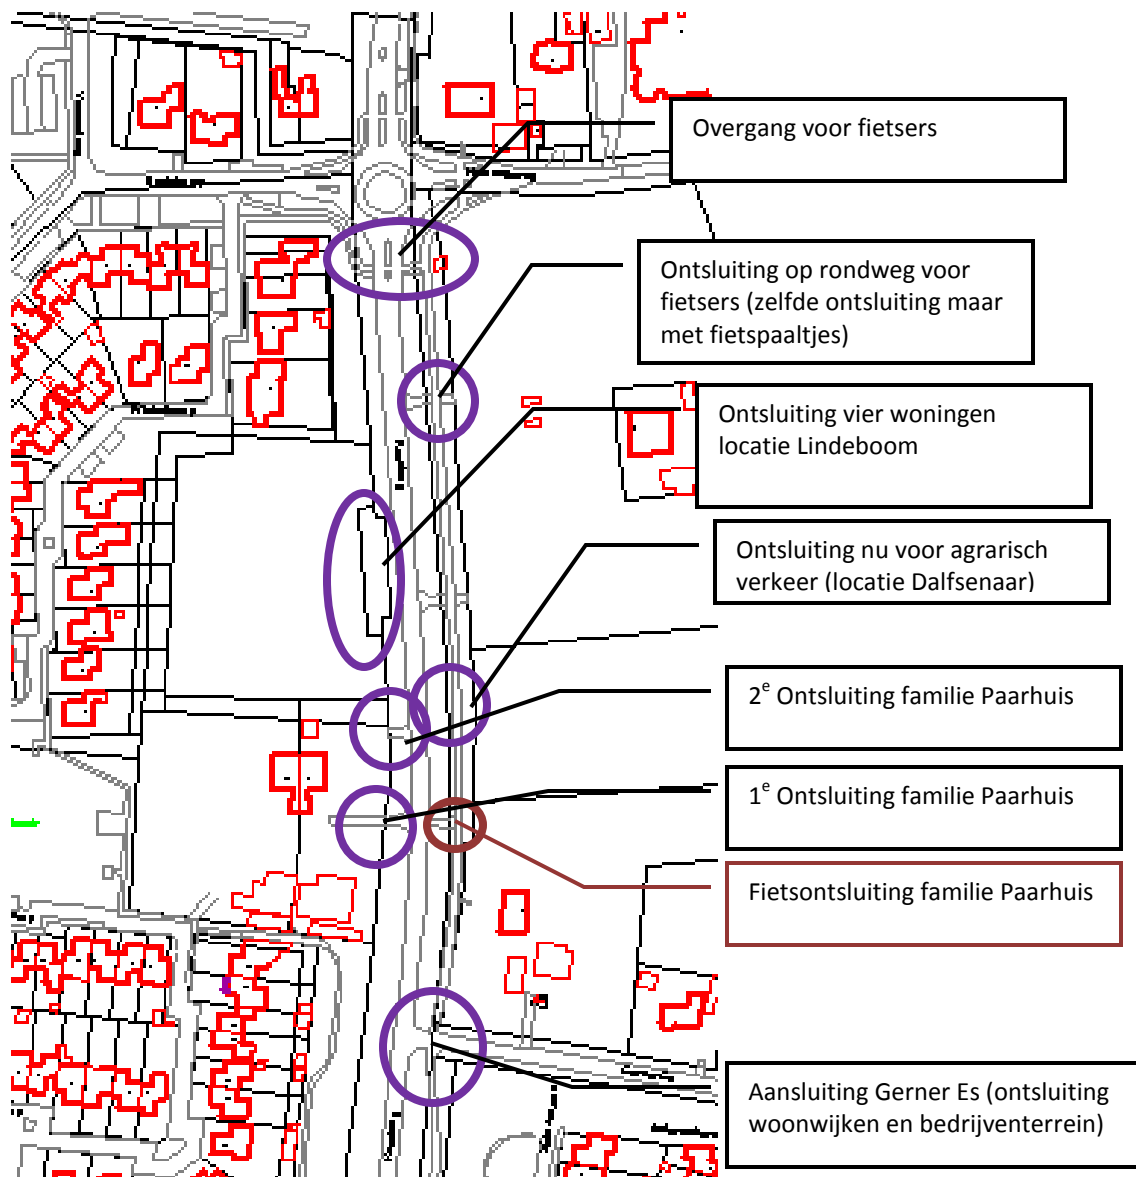 Overgang voor fietsers
Ontsluiting op rondweg voor
fietsers (zelfde ontsluiting maar
met fietspaaltjes)
Ontsluiting vier woningen
locatie Lindeboom
Ontsluiting nu voor agrarisch
verkeer (locatie Dalfsenaar)
2e Ontsluiting familie Paarhuis
1e Ontsluiting familie Paarhuis
Fietsontsluiting familie Paarhuis
Aansluiting Gerner Es (ontsluiting
woonwijken en bedrijventerrein)